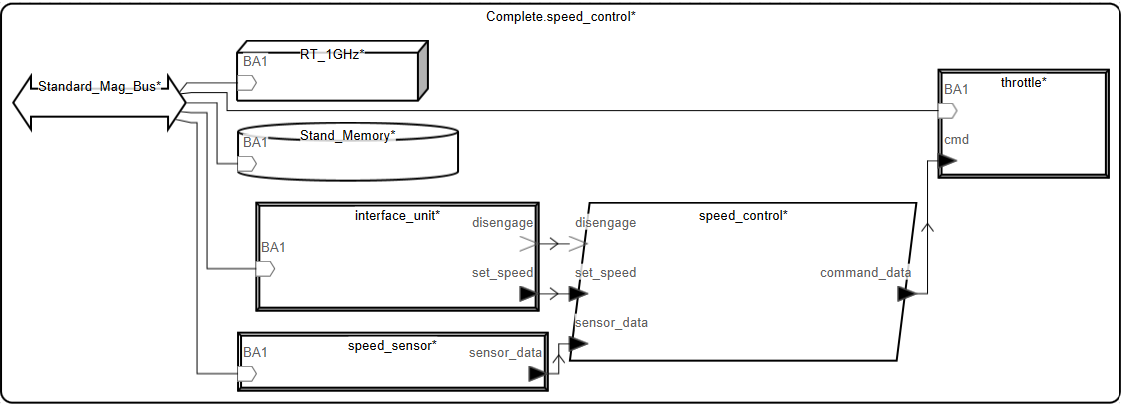 Complete.speed_control*
Standard_Mag_Bus*
RT_1GHz*
BA1
Stand_Memory*
BA1
throttle*
BA1
cmd
interface_unit*
disengage
BA1
set_speed
speed_control*
disengage
set_speed
command_data
sensor_data
speed_sensor*
BA1
sensor_data